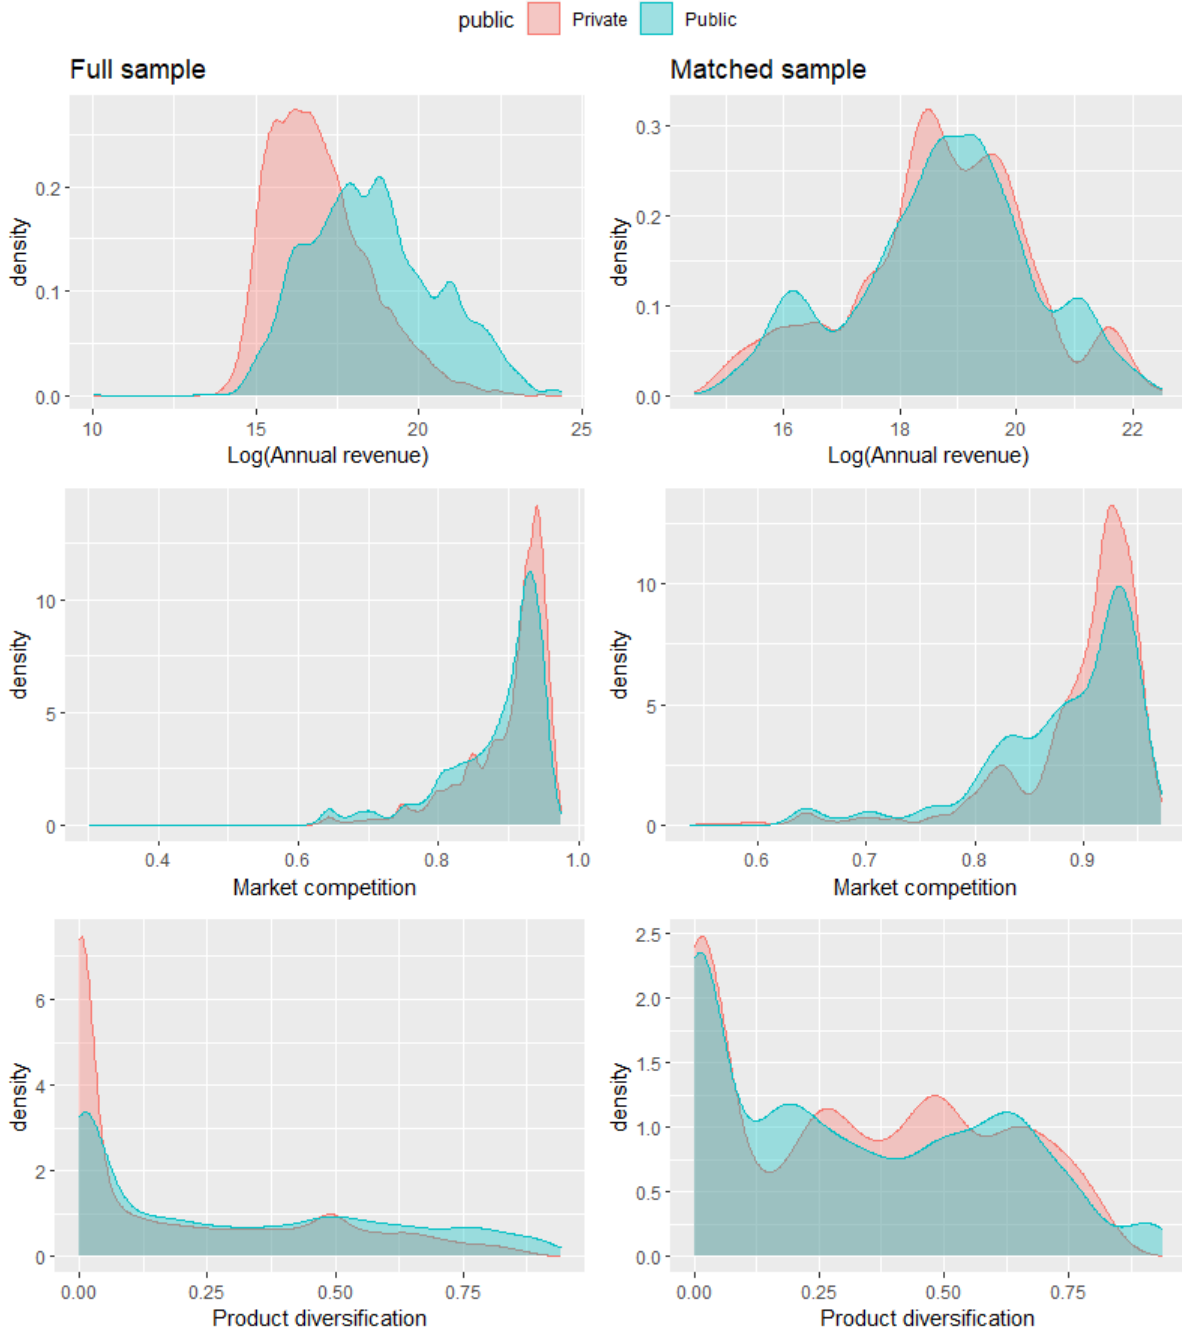 public Private Public
Full sample
Matched sample
density
0.2
0.1
0.0
10 15 20 25
Log(Annual revenue)
density
0.3
0.2
0.1
0.0
16 18 20 22
Log(Annual revenue)
density
10
5
0
0.4 0.6 0.8 1.0
Market competition
density
10
5
0
0.6 0.7 0.8 0.9
Market competition
density
6
4
2
0
0.00 0.25 0.50 0.75
Product diversification
density
2.5
2.0
1.5
1.0
0.5
0.0
0.00 0.25 0.50 0.75
Product diversification